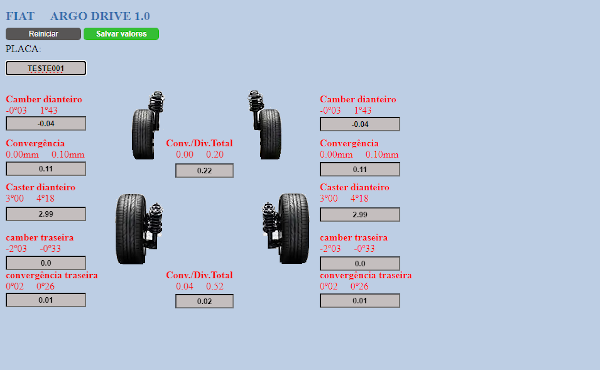 FIAT ARGO DRIVE 1.0
Reiniciar Salvar valores
PLACA:
TESTE001
Camber dianteiro Camber dianteiro
-0°03 1°43 -0°03 1°43
-0.04 -0.04
Convergência Conv./Div.Total Convergência
0.00mm 0.10mm 0.00 0.20 0.00mm 0.10mm
0.11 0.22 0.11
Caster dianteiro Caster dianteiro
3°00 4°18 3°00 4°18
2.99 2.99
camber traseira camber traseira
-2°03 -0°33 -2°03 -0°33
0.0 0.0
convergência traseira Conv./Div.Total convergência traseira
0°02 0°26 0.04 0.52 0°02 0°26
0.01 0.02 0.01